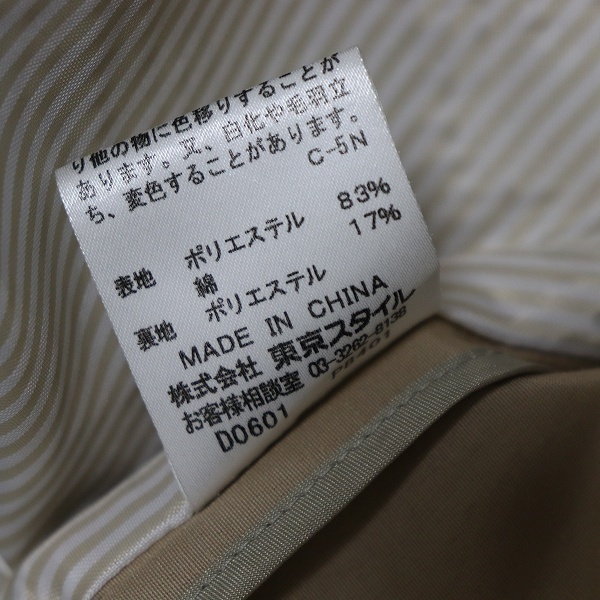 り他の物に色移りすることが
あります。又、白化や毛羽立
ち、変色することがあります。
C-5N
表地 ポリエステル 83%
綿 17%
裏地 ポリエステル
MADE IN CHINA
株式会社 東京スタイル
お客様相談室 03-3262-8138
D0601 P8401